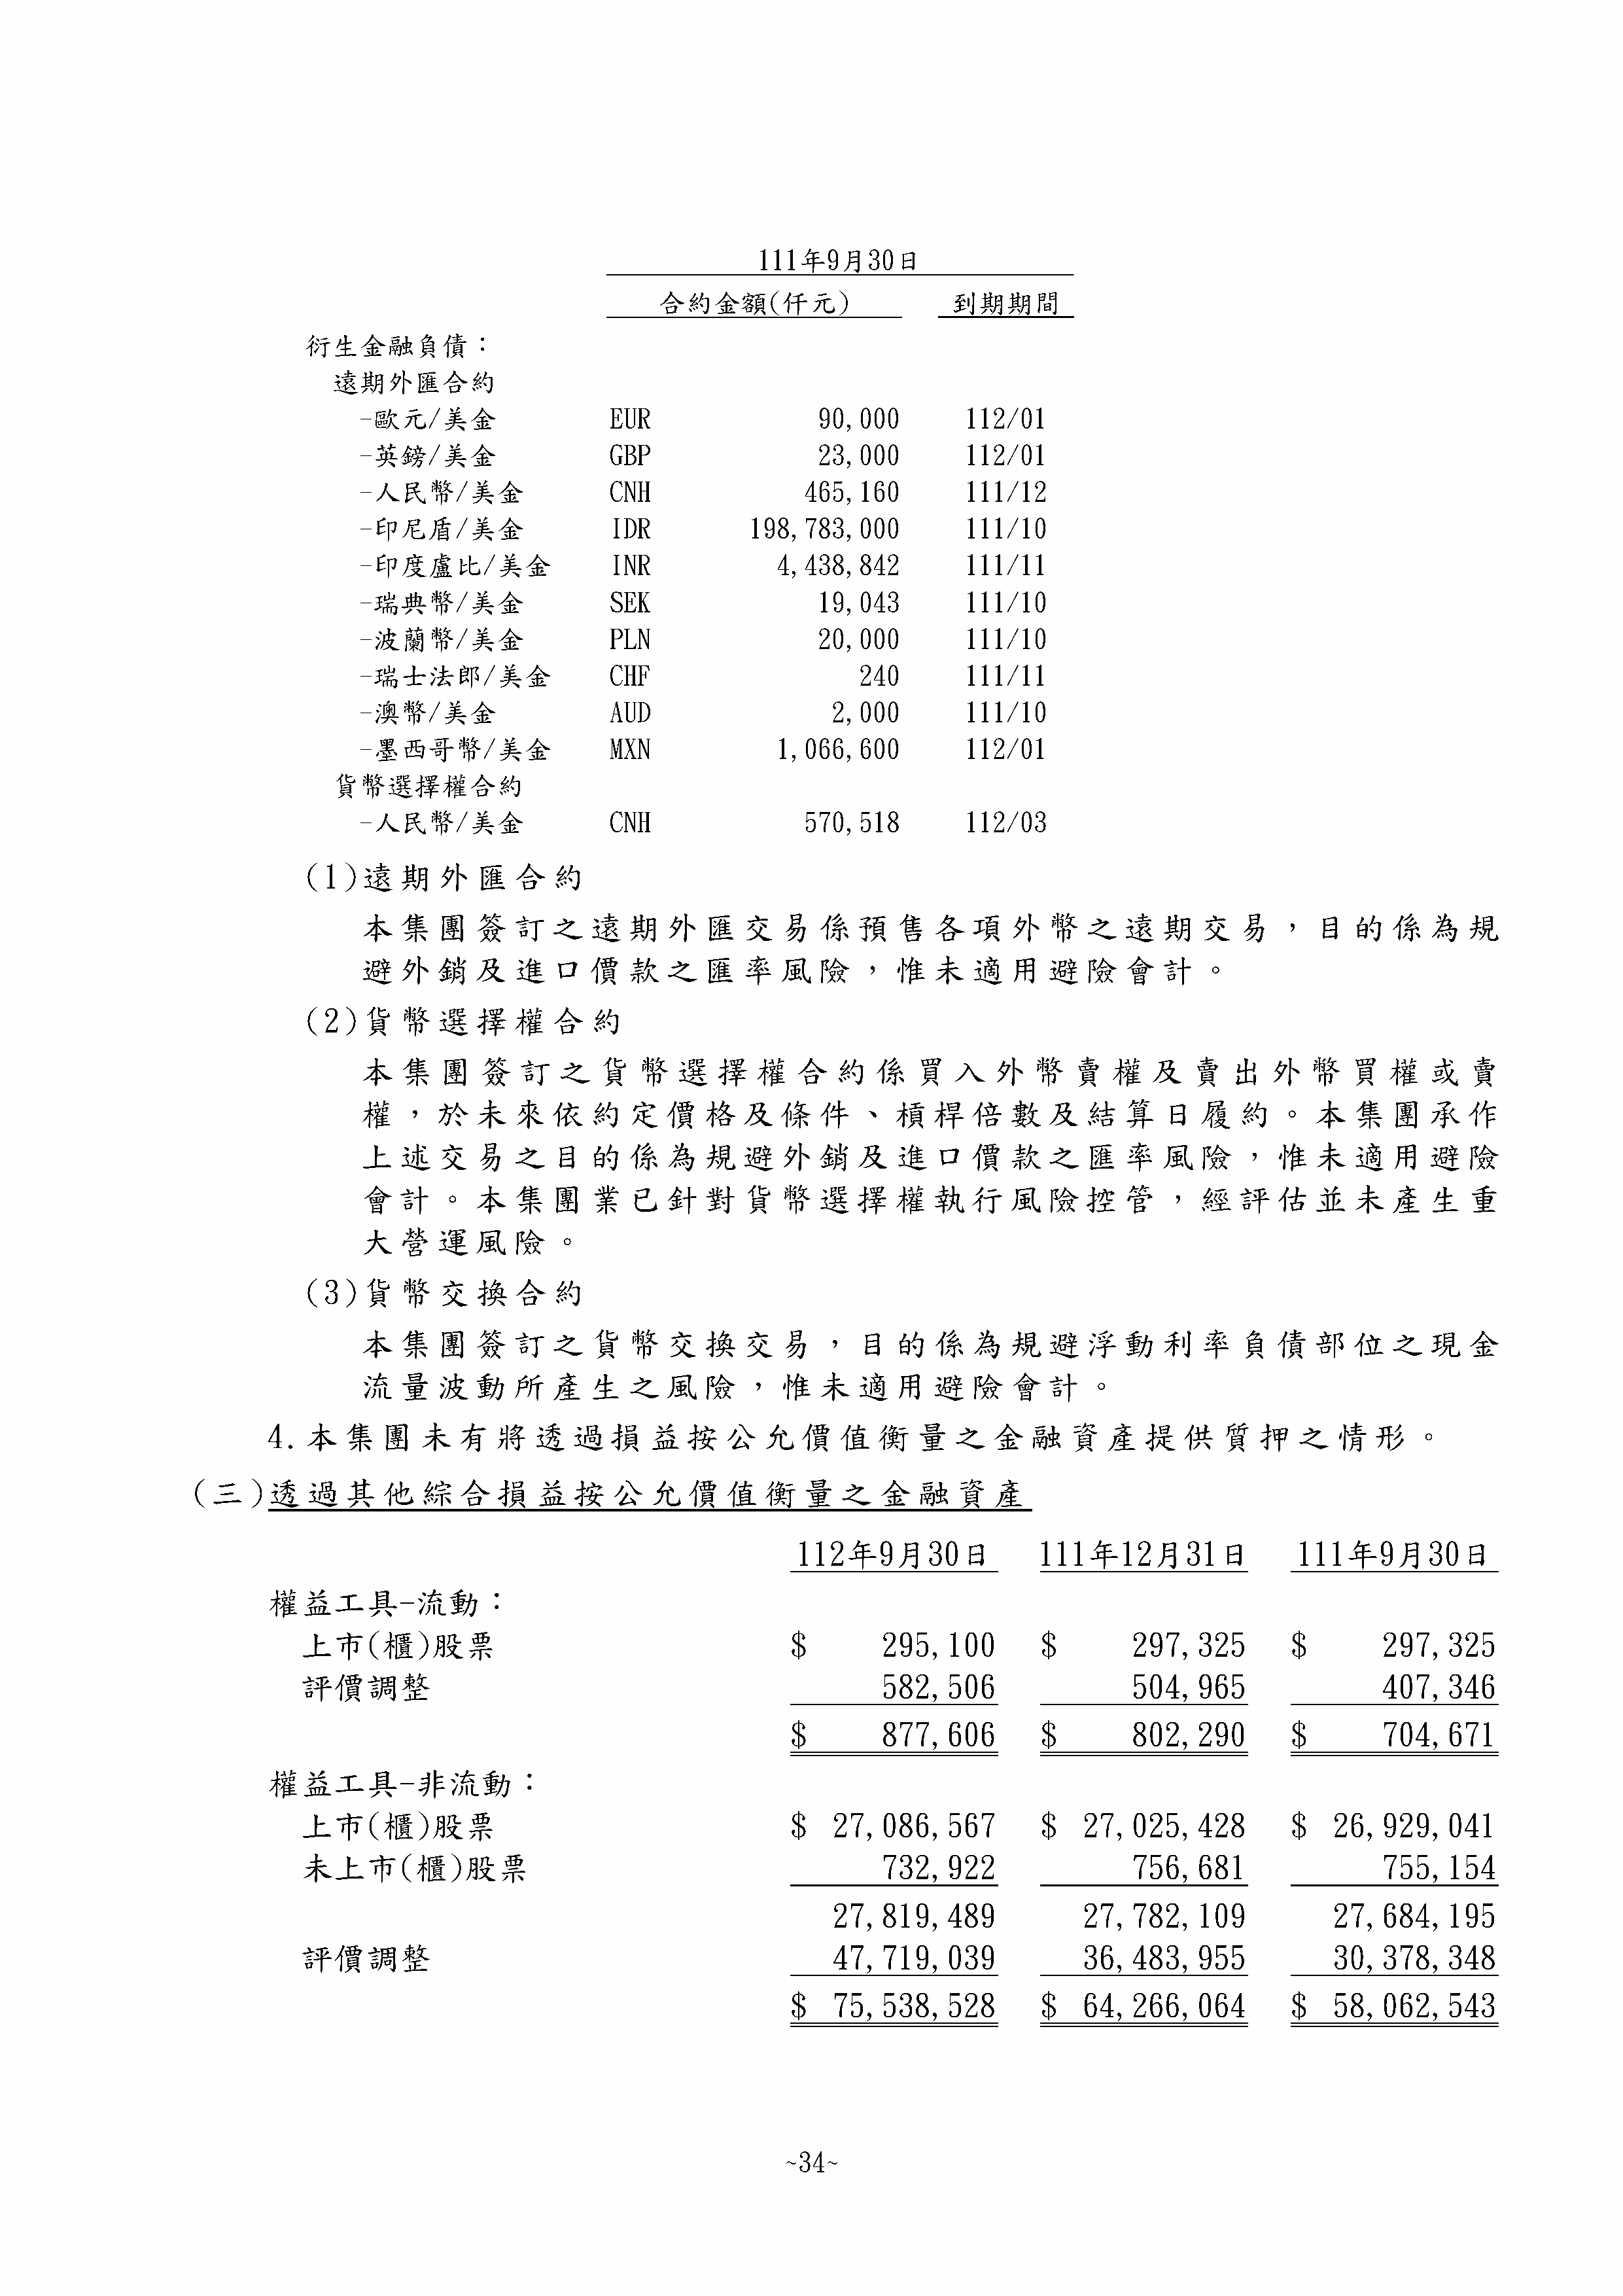 111年9月30日
合約金額(仟元) 到期期間
衍生金融負債：
遠期外匯合約
-歐元/美金 EUR 90,000 112/01
-英鎊/美金 GBP 23,000 112/01
-人民幣/美金 CNH 465,160 111/12
-印尼盾/美金 IDR 198,783,000 111/10
-印度盧比/美金 INR 4,438,842 111/11
-瑞典幣/美金 SEK 19,043 111/10
-波蘭幣/美金 PLN 20,000 111/10
-瑞士法郎/美金 CHF 240 111/11
-澳幣/美金 AUD 2,000 111/10
-墨西哥幣/美金 MXN 1,066,600 112/01
貨幣選擇權合約
-人民幣/美金 CNH 570,518 112/03
(1)遠期外匯合約
本集團簽訂之遠期外匯交易係預售各項外幣之遠期交易，目的係為規
避外銷及進口價款之匯率風險，惟未適用避險會計。
(2)貨幣選擇權合約
本集團簽訂之貨幣選擇權合約係買入外幣賣權及賣出外幣買權或賣
權，於未來依約定價格及條件、槓桿倍數及結算日履約。本集團承作
上述交易之目的係為規避外銷及進口價款之匯率風險，惟未適用避險
會計。本集團業已針對貨幣選擇權執行風險控管，經評估並未產生重
大營運風險。
(3)貨幣交換合約
本集團簽訂之貨幣交換交易，目的係為規避浮動利率負債部位之現金
流量波動所產生之風險，惟未適用避險會計。
4.本集團未有將透過損益按公允價值衡量之金融資產提供質押之情形。
(三)透過其他綜合損益按公允價值衡量之金融資產
112年9月30日 111年12月31日 111年9月30日
權益工具-流動：
上市(櫃)股票 $ 295,100 $ 297,325 $ 297,325
評價調整 582,506 504,965 407,346
$ 877,606 $ 802,290 $ 704,671
權益工具-非流動：
上市(櫃)股票 $ 27,086,567 $ 27,025,428 $ 26,929,041
未上市(櫃)股票 732,922 756,681 755,154
27,819,489 27,782,109 27,684,195
評價調整 47,719,039 36,483,955 30,378,348
$ 75,538,528 $ 64,266,064 $ 58,062,543
~34~